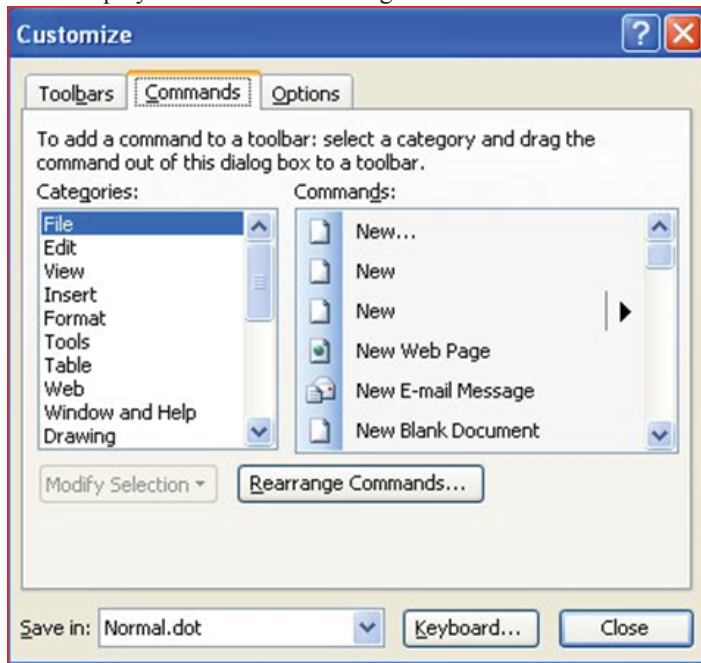 Customize
Toolbars Commands Options
To add a command to a toolbar: select a category and drag the
command out of this dialog box to a toolbar.
Categories: Commands:
File
Edit
View
Insert
Format
Tools
Table
Web
Window and Help
Drawing
New...
New
New
New Web Page
New E-mail Message
New Blank Document
Modify Selection Rearrange Commands...
Save in: Normal.dot Keyboard... Close